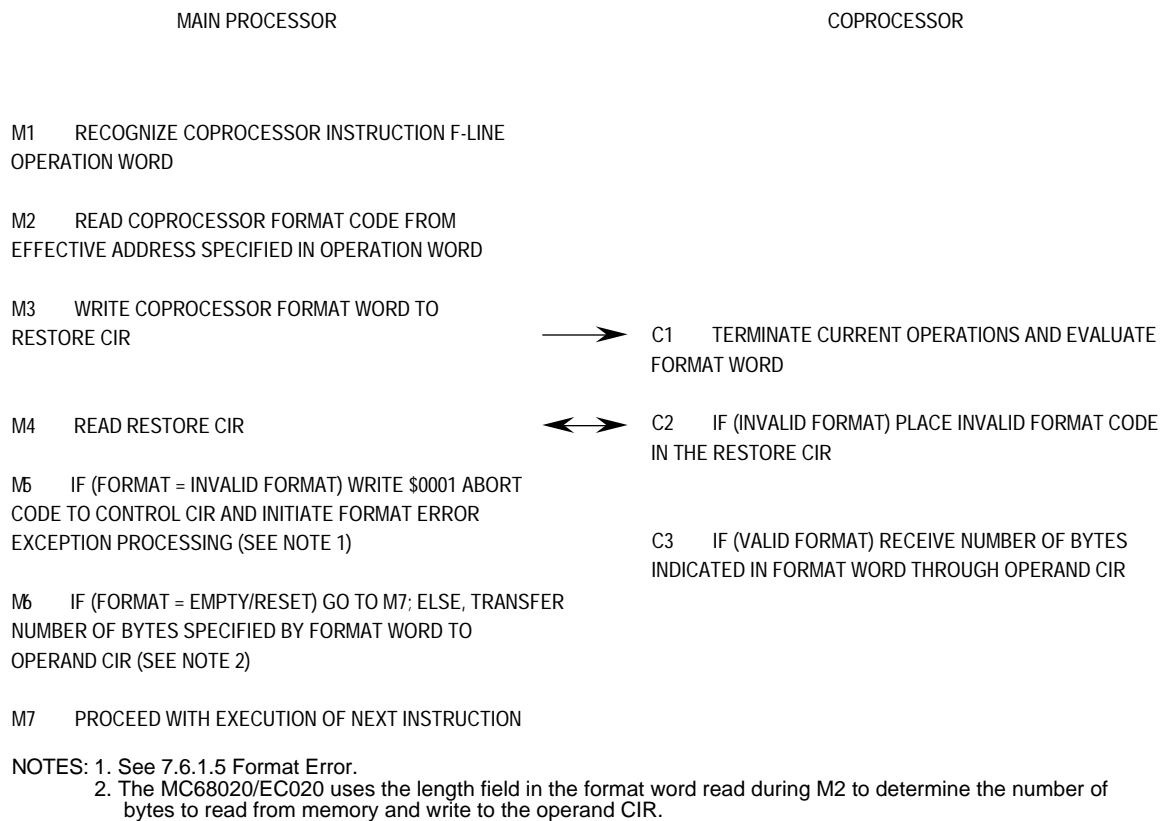 MAIN PROCESSOR
COPROCESSOR
M1 RECOGNIZE COPROCESSOR INSTRUCTION F-LINE
OPERATION WORD
M2 READ COPROCESSOR FORMAT CODE FROM
EFFECTIVE ADDRESS SPECIFIED IN OPERATION WORD
M3 WRITE COPROCESSOR FORMAT WORD TO
RESTORE CIR
M4 READ RESTORE CIR
M5 IF (FORMAT = INVALID FORMAT) WRITE $0001 ABORT
CODE TO CONTROL CIR AND INITIATE FORMAT ERROR
EXCEPTION PROCESSING (SEE NOTE 1)
M6 IF (FORMAT = EMPTY/RESET) GO TO M7; ELSE, TRANSFER
NUMBER OF BYTES SPECIFIED BY FORMAT WORD TO
OPERAND CIR (SEE NOTE 2)
M7 PROCEED WITH EXECUTION OF NEXT INSTRUCTION
C1 TERMINATE CURRENT OPERATIONS AND EVALUATE
FORMAT WORD
C2 IF (INVALID FORMAT) PLACE INVALID FORMAT CODE
IN THE RESTORE CIR
C3 IF (VALID FORMAT) RECEIVE NUMBER OF BYTES
INDICATED IN FORMAT WORD THROUGH OPERAND CIR
NOTES: 1. See 7.6.1.5 Format Error.
2. The MC68020/EC020 uses the length field in the format word read during M2 to determine the number of
bytes to read from memory and write to the operand CIR.